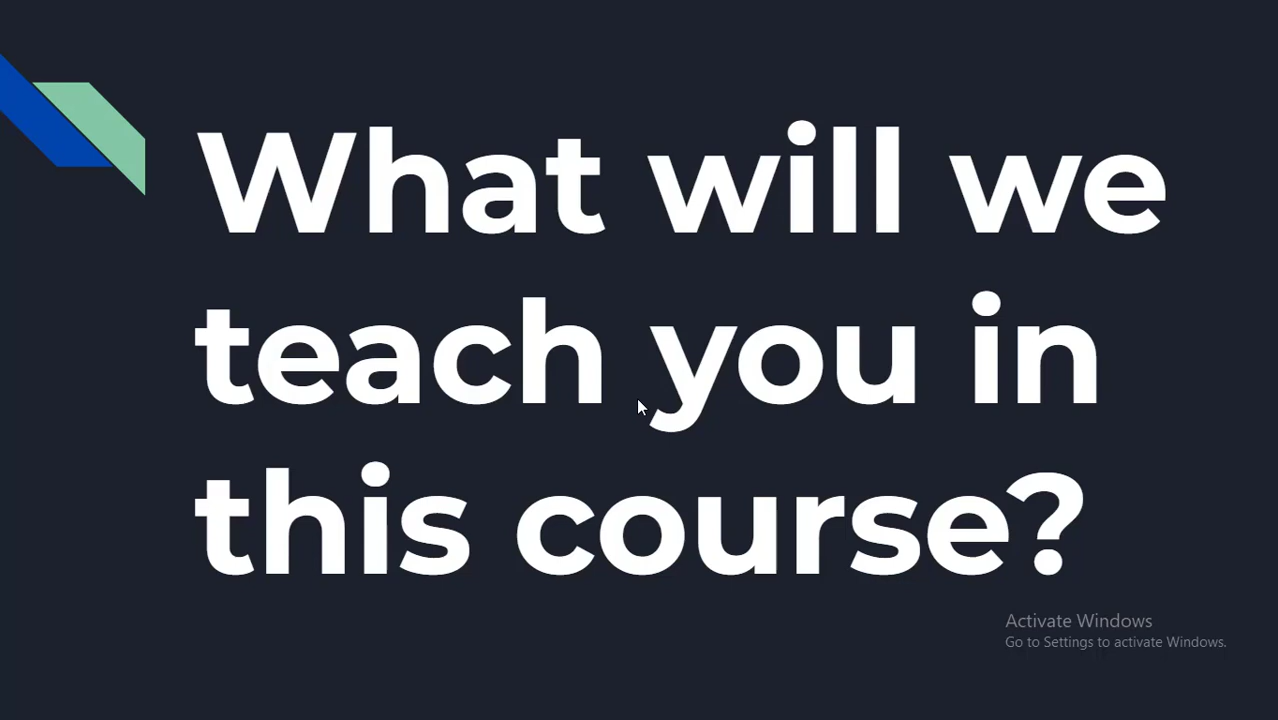 What will we
teach you in
this course?
Activate Windows
Go to Settings to activate Windows.